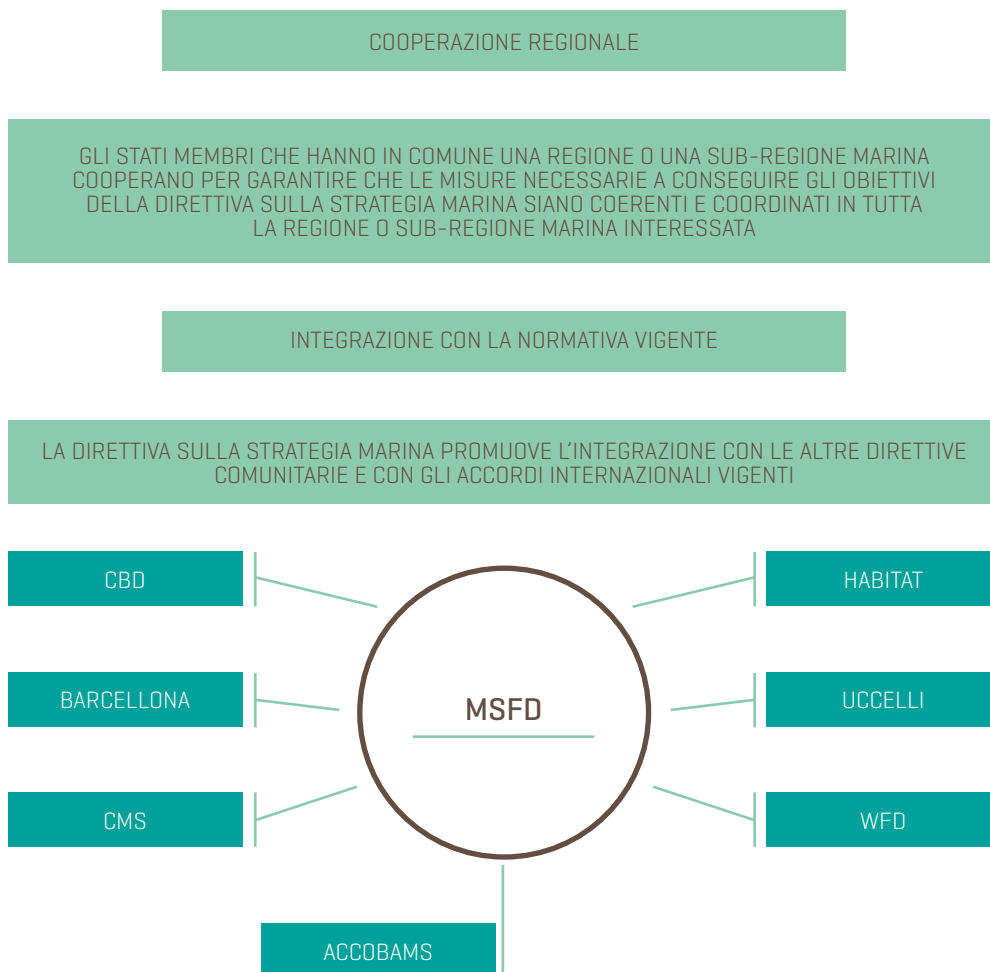 COOPERAZIONE REGIONALE
GLI STATI MEMBRI CHE HANNO IN COMUNE UNA REGIONE O UNA SUB-REGIONE MARINA
COOPERANO PER GARANTIRE CHE LE MISURE NECESSARIE A CONSEGUIRE GLI OBIETTIVI
DELLA DIRETTIVA SULLA STRATEGIA MARINA SIANO COERENTI E COORDINATI IN TUTTA
LA REGIONE O SUB-REGIONE MARINA INTERESSATA
INTEGRAZIONE CON LA NORMATIVA VIGENTE
LA DIRETTIVA SULLA STRATEGIA MARINA PROMUOVE L'INTEGRAZIONE CON LE ALTRE DIRETTIVE
COMUNITARIE E CON GLI ACCORDI INTERNAZIONALI VIGENTI
CBD
HABITAT
BARCELLONA
MSFD
UCCELLI
CMS
WFD
ACCOBAMS